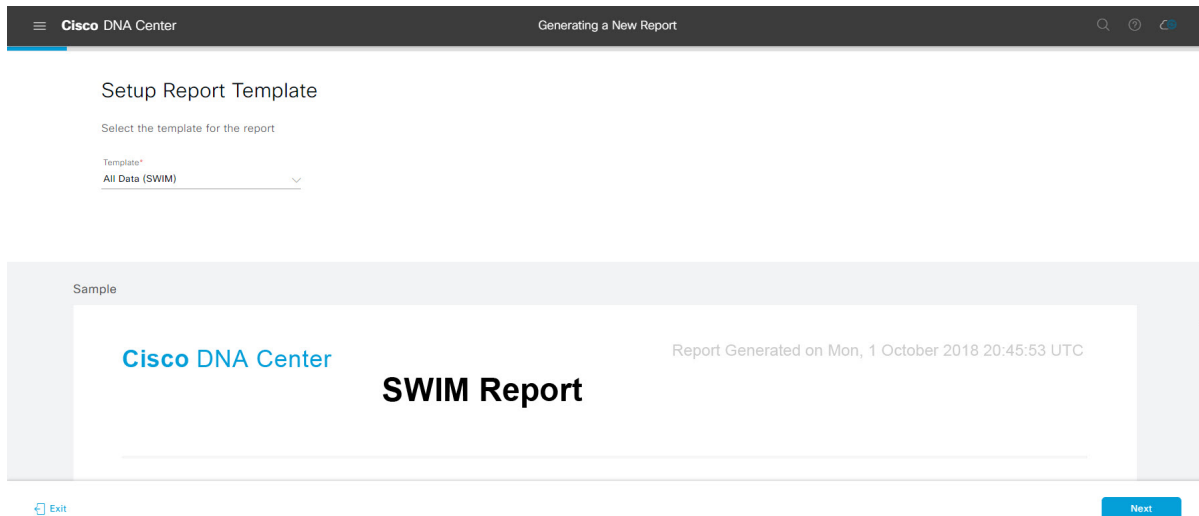 Cisco DNA Center
Generating a New Report
Setup Report Template
Select the template for the report
Template*
All Data (SWIM)
Sample
Cisco DNA Center
Report Generated on Mon, 1 October 2018 20:45:53 UTC
SWIM Report
Exit
Next